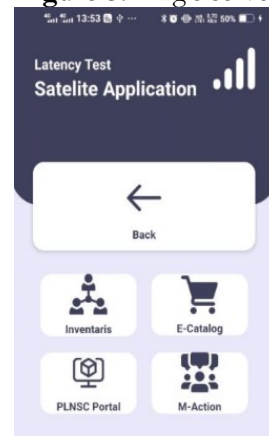 13:53
50%
Latency Test
Satelite Application
Back
Inventaris
E-Catalog
PLNSC Portal
M-Action